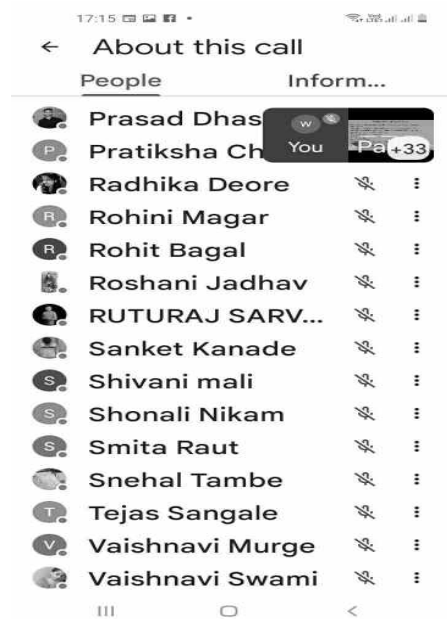 17:15
← About this call
People Inform...
Prasad Dhas
W
P Pratiksha Ch
You Pa +33
Radhika Deore
R Rohini Magar
R Rohit Bagal
Roshani Jadhav
RUTURAJ SARV...
Sanket Kanade
S Shivani mali
S Shonali Nikam
S Smita Raut
Snehal Tambe
T Tejas Sangale
V Vaishnavi Murge
Vaishnavi Swami